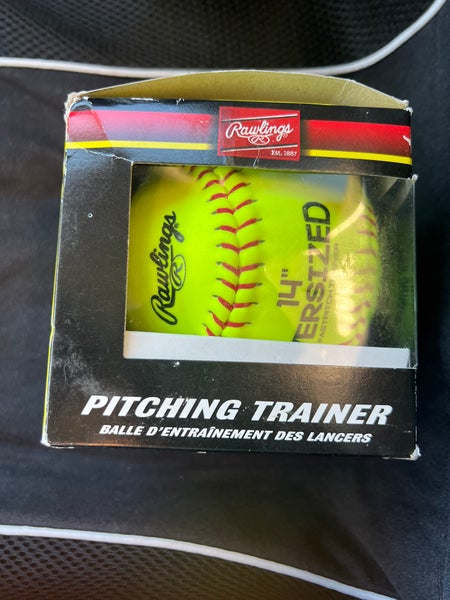 Rawlings
EST. 1887
Rawlings
R
14"
ERSIZED
PITCHING TRAINER
BALLE D'ENTRAÎNEMENT DES LANCERS